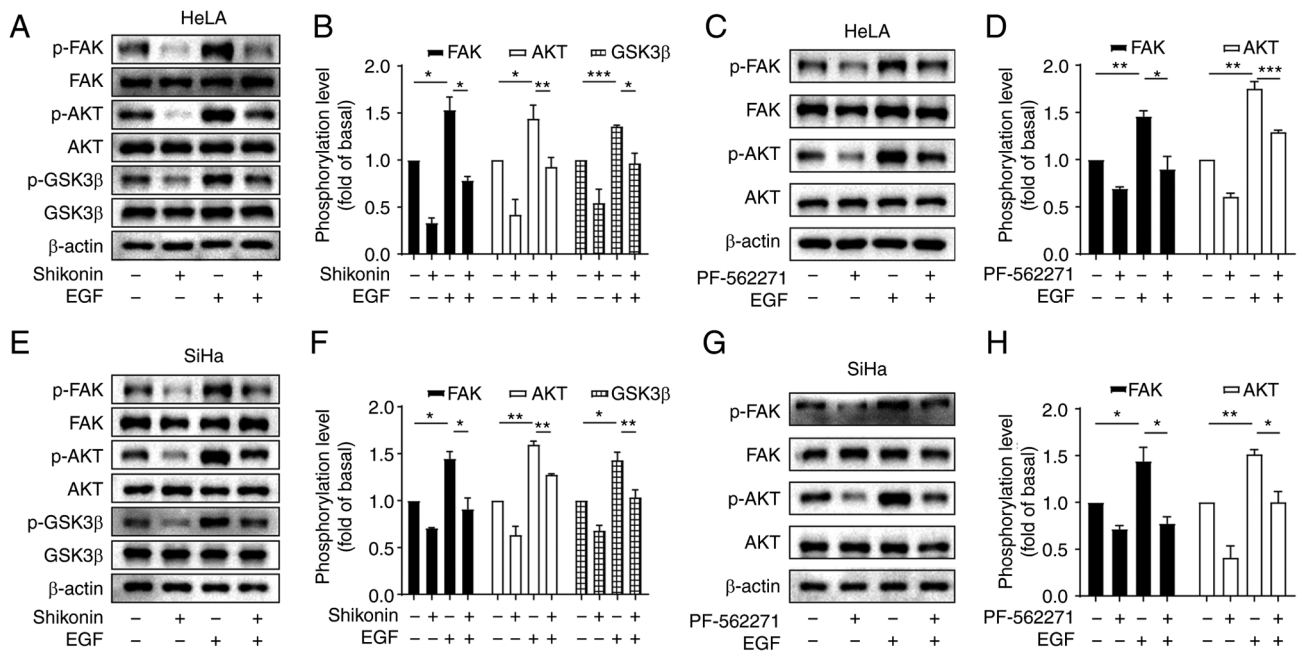 A
HeLA
p-FAK
FAK
p-AKT
AKT
p-GSK3β
GSK3β
β-actin
Shikonin – + – +
EGF – – + +
B
FAK AKT GSK3β
Phosphorylation level
(fold of basal)
2.0
1.5
1.0
0.5
0.0
* * * ** *** *
Shikonin – + – + – + – + – + – +
EGF – – + + – – + + – – + +
C
HeLA
p-FAK
FAK
p-AKT
AKT
β-actin
PF-562271 – + – +
EGF – – + +
D
FAK AKT
Phosphorylation level
(fold of basal)
2.0
1.5
1.0
0.5
0.0
** * ** ***
PF-562271 – + – + – + – +
EGF – – + + – – + +
E
SiHa
p-FAK
FAK
p-AKT
AKT
p-GSK3β
GSK3β
β-actin
Shikonin – + – +
EGF – – + +
F
FAK AKT GSK3β
Phosphorylation level
(fold of basal)
2.0
1.5
1.0
0.5
0.0
* * ** ** * **
Shikonin – + – + – + – + – + – +
EGF – – + + – – + + – – + +
G
SiHa
p-FAK
FAK
p-AKT
AKT
β-actin
PF-562271 – + – +
EGF – – + +
H
FAK AKT
Phosphorylation level
(fold of basal)
2.0
1.5
1.0
0.5
0.0
* * ** *
PF-562271 – + – + – + – +
EGF – – + + – – + +